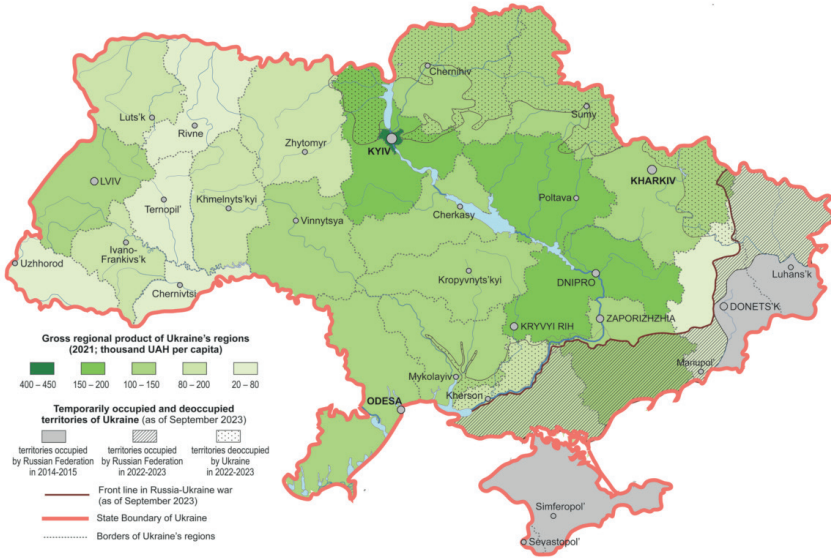 Chernihiv
Luts'k
Rivne
Sumy
Zhytomyr
KYIV
LVIV
KHARKIV
Ternopil'
Khmelnyts'kyi
Poltava
Cherkasy
Vinnytsya
Ivano-
Frankivs'k
Uzhhorod
Luhans'k
Kropyvnyts'kyi
DNIPRO
Chernivtsi
DONETS'K
KRYVYI RIH
ZAPORIZHZHIA
Mariupol'
Mykolayiv
Kherson
ODESA
Simferopol'
Sevastopol'
Gross regional product of Ukraine's regions
(2021; thousand UAH per capita)
400 – 450
150 – 200
100 – 150
80 – 200
20 – 80
Temporarily occupied and deoccupied
territories of Ukraine (as of September 2023)
territories occupied
by Russian Federation
in 2014-2015
territories occupied
by Russian Federation
in 2022-2023
territories deoccupied
by Ukraine
in 2022-2023
Front line in Russia-Ukraine war
(as of September 2023)
State Boundary of Ukraine
Borders of Ukraine's regions